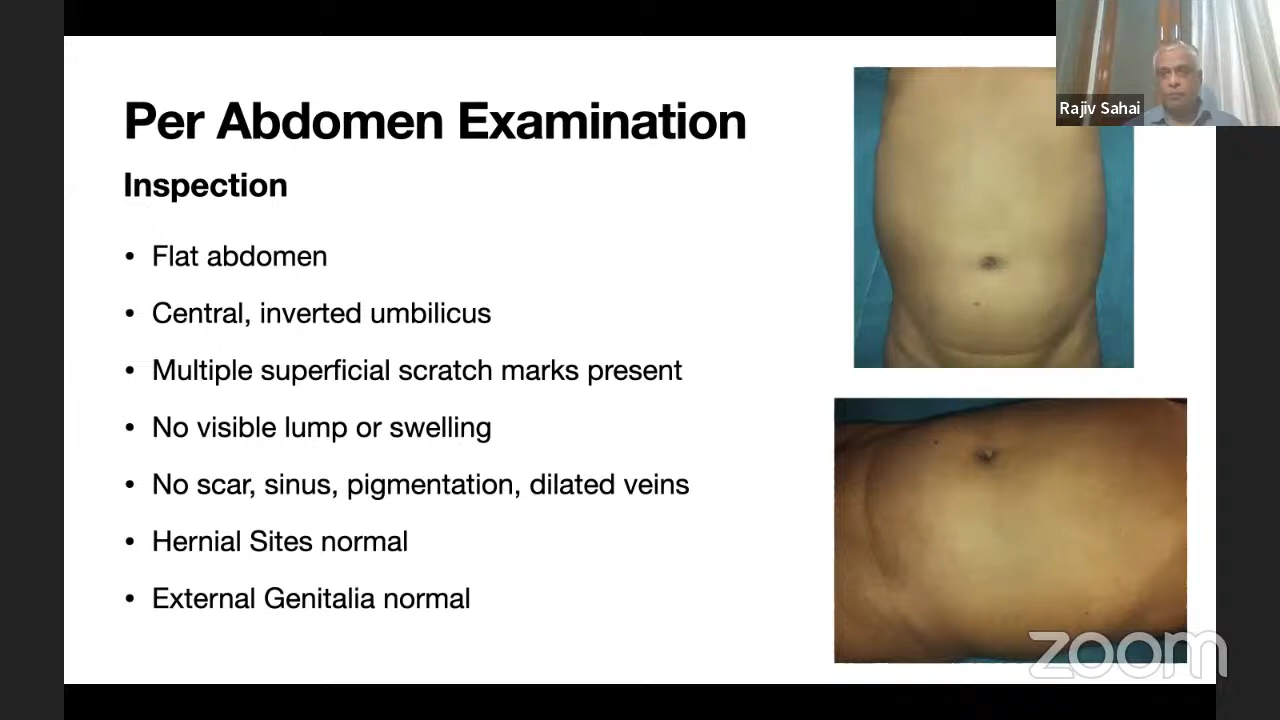 Per Abdomen Examination
Inspection
• Flat abdomen
• Central, inverted umbilicus
• Multiple superficial scratch marks present
• No visible lump or swelling
• No scar, sinus, pigmentation, dilated veins
• Hernial Sites normal
• External Genitalia normal
Rajiv Sahai
zoom